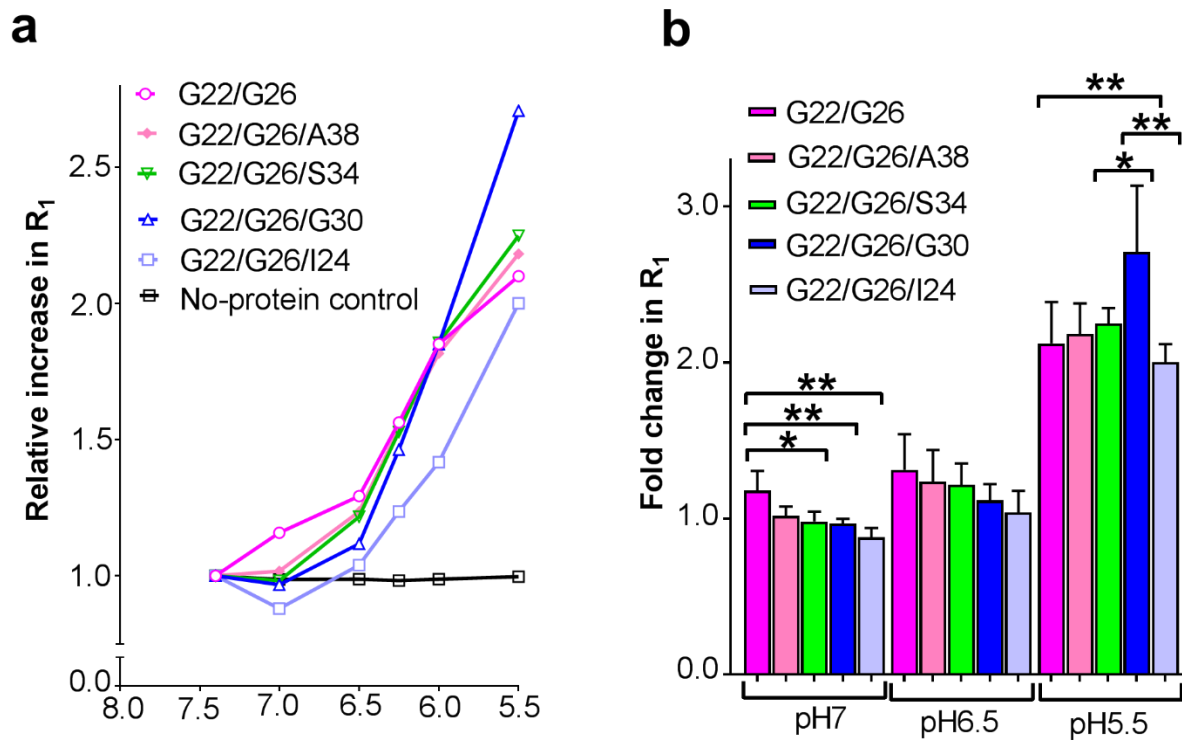 a
Relative increase in R1
2.5
2.0
1.5
1.0
0.0
8.0 7.5 7.0 6.5 6.0 5.5
G22/G26
G22/G26/A38
G22/G26/S34
G22/G26/G30
G22/G26/I24
No-protein control
b
Fold change in R1
3.0
2.0
1.0
0.0
G22/G26
G22/G26/A38
G22/G26/S34
G22/G26/G30
G22/G26/I24
**
**
*
**
**
*
pH7 pH6.5 pH5.5